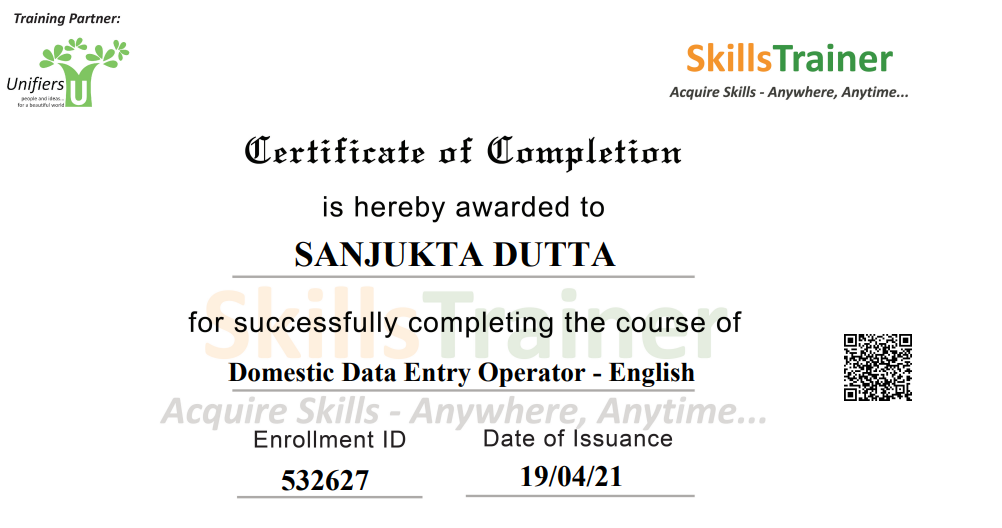 Training Partner:
Unifiers
U
people and ideas...
for a beautiful world
SkillsTrainer
Acquire Skills - Anywhere, Anytime...
Certificate of Completion
is hereby awarded to
SANJUKTA DUTTA
SkillsTrainer
for successfully completing the course of
Domestic Data Entry Operator - English
Acquire Skills - Anywhere, Anytime...
Enrollment ID
Date of Issuance
532627
19/04/21